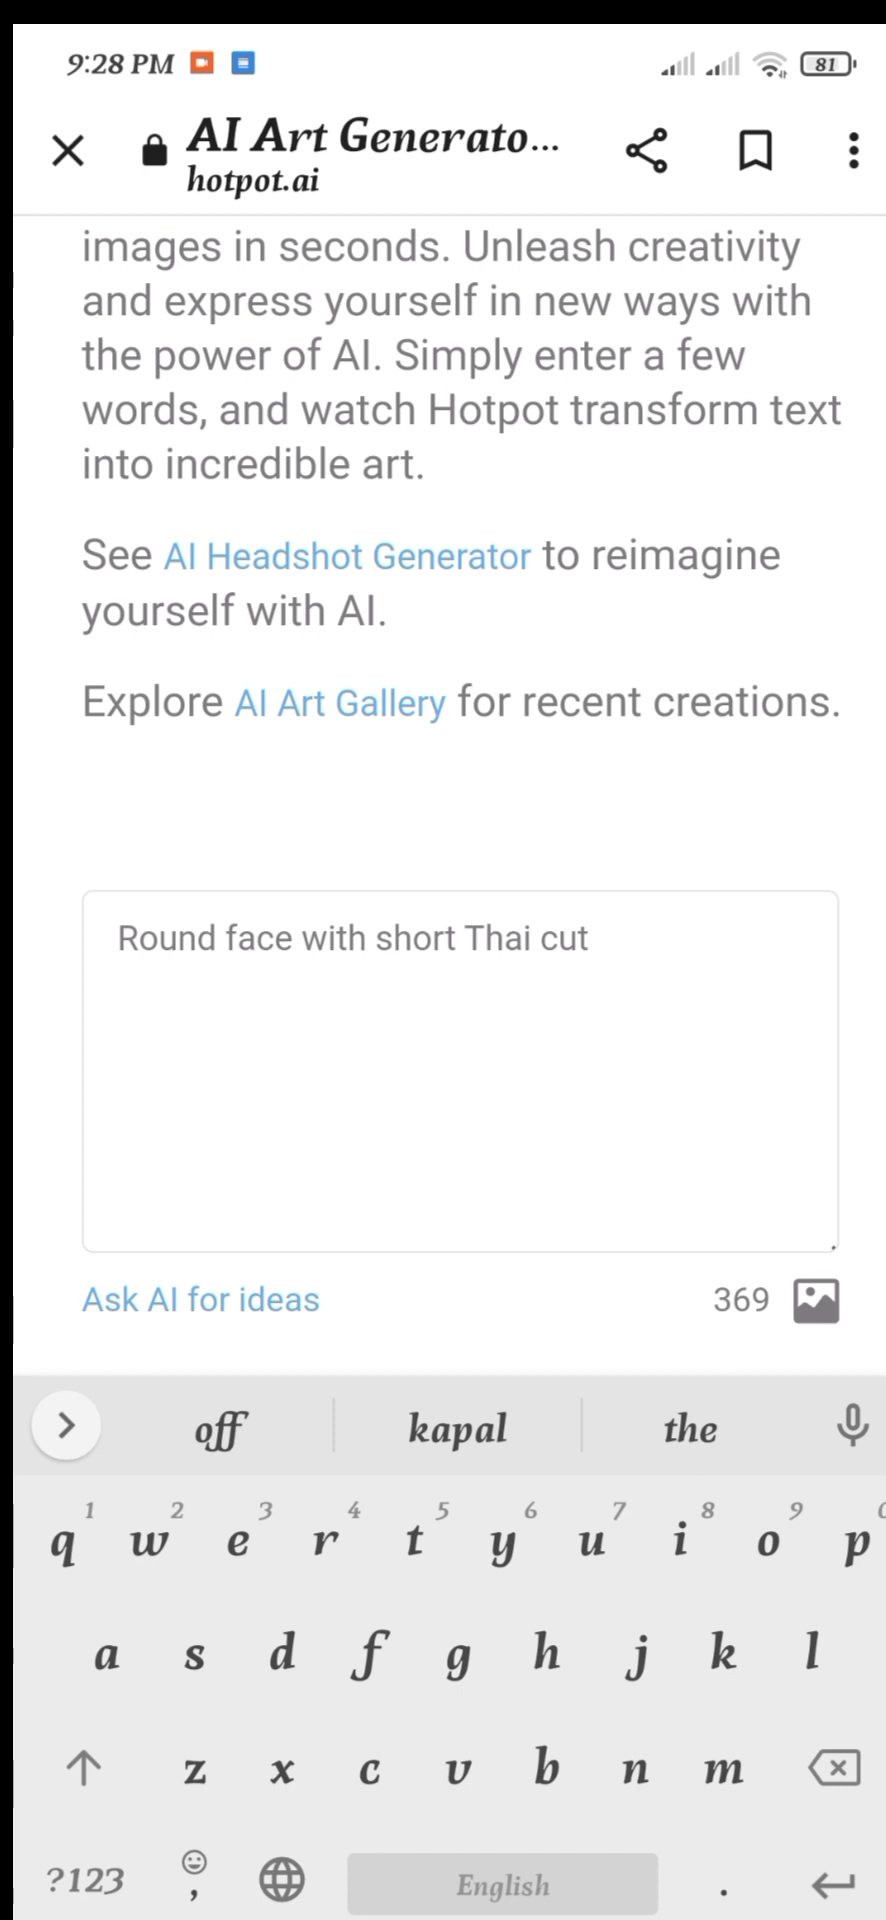 9:28 PM 81
AI Art Generato...
hotpot.ai
images in seconds. Unleash creativity
and express yourself in new ways with
the power of AI. Simply enter a few
words, and watch Hotpot transform text
into incredible art.
See AI Headshot Generator to reimagine
yourself with AI.
Explore AI Art Gallery for recent creations.
Round face with short Thai cut
Ask AI for ideas 369
off kapal the
1 2 3 4 5 6 7 8 9 0
q w e r t y u i o p
a s d f g h j k l
z x c v b n m
?123 , English .